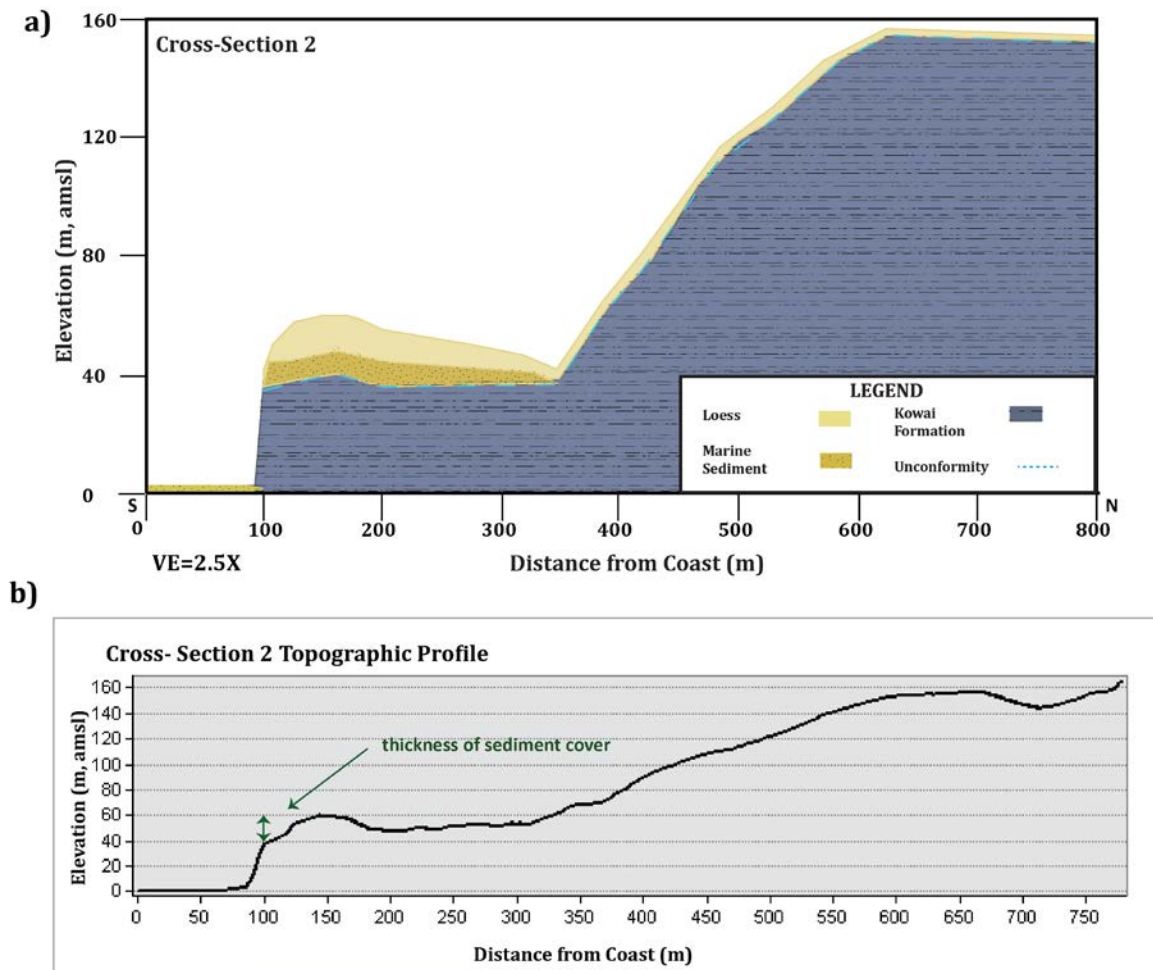 a)
Cross-Section 2
160
120
80
40
0
Elevation (m, amsl)
LEGEND
Loess
Kowai
Formation
Marine
Sediment
Unconformity
S
N
0
100
200
300
400
500
600
700
800
VE=2.5X
Distance from Coast (m)
b)
Cross- Section 2 Topographic Profile
160
140
120
100
80
60
40
20
0
Elevation (m, amsl)
thickness of sediment cover
0
50
100
150
200
250
300
350
400
450
500
550
600
650
700
750
Distance from Coast (m)